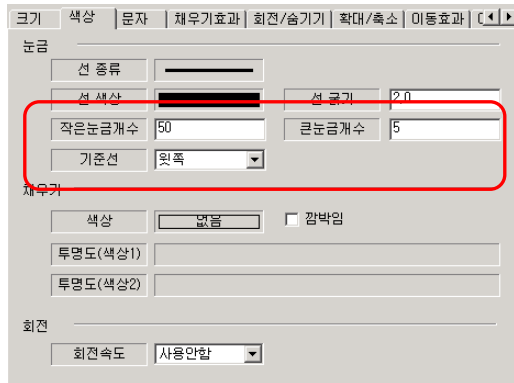 크기 색상 문자 채우기효과 회전/숨기기 확대/축소 이동효과
눈금
선 종류
선 색상 선 굵기 2.0
작은눈금개수 50 큰눈금개수 5
기준선 윗쪽
채우기
색상 없음 깜박임
투명도(색상1)
투명도(색상2)
회전
회전속도 사용안함